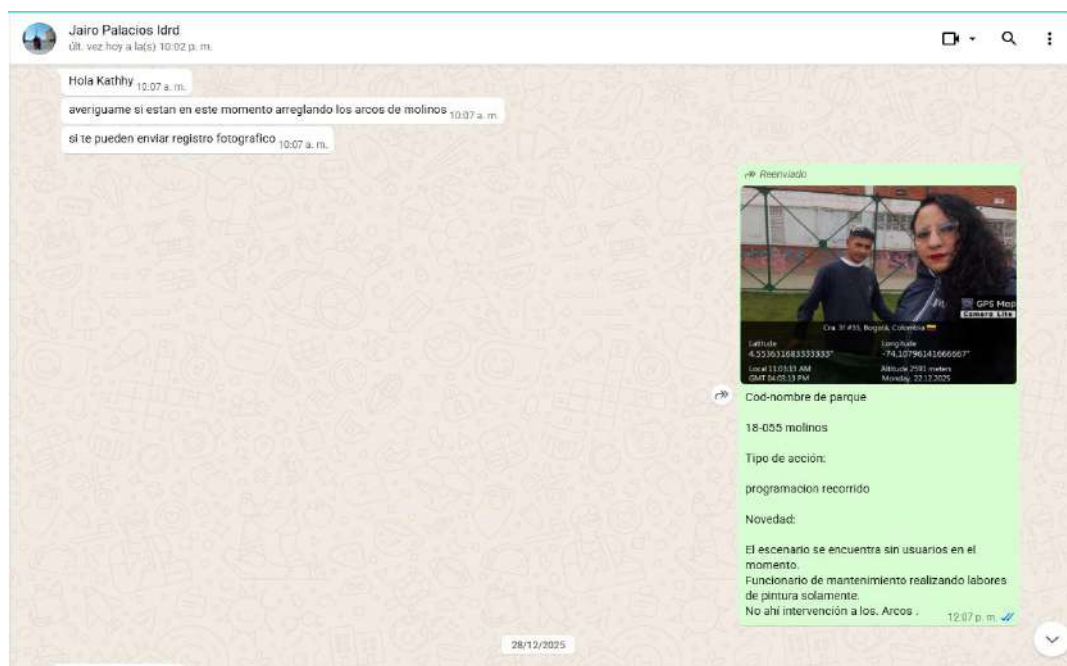 Jairo Palacios Idrd
últ. vez hoy a la(s) 10:02 p. m.
Hola Kathhy 10:07 a. m.
averiguame si estan en este momento arreglando los arcos de molinos 10:07 a. m.
si te pueden enviar registro fotografico 10:07 a. m.
Reenviado
GPS Map
Camera Lite
Cra. 3f #33, Bogotá, Colombia
Latitude
4.553631683333333°
Longitude
-74.10796141666667°
Local 11:03:13 AM
GMT 04:03:13 PM
Altitude 2591 meters
Monday, 22.12.2025
Cod-nombre de parque
18-055 molinos
Tipo de acción:
programacion recorrido
Novedad:
El escenario se encuentra sin usuarios en el
momento.
Funcionario de mantenimiento realizando labores
de pintura solamente.
No ahí intervención a los. Arcos .
12:07 p. m.
28/12/2025